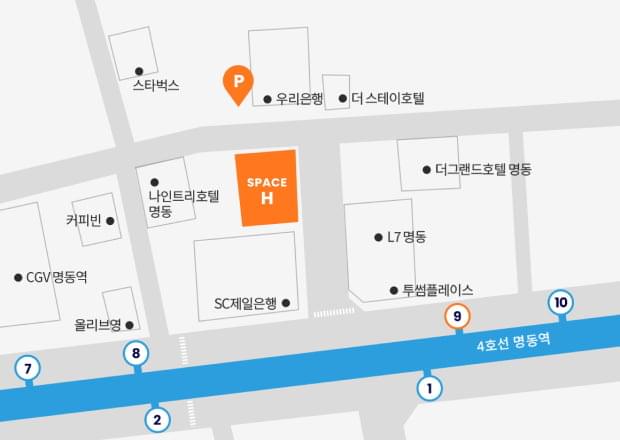 스타벅스
P
우리은행
더 스테이호텔
SPACE
H
나인트리호텔
명동
더그랜드호텔 명동
커피빈
L7 명동
CGV 명동역
SC제일은행
투썸플레이스
올리브영
10
9
4호선 명동역
8
7
1
2